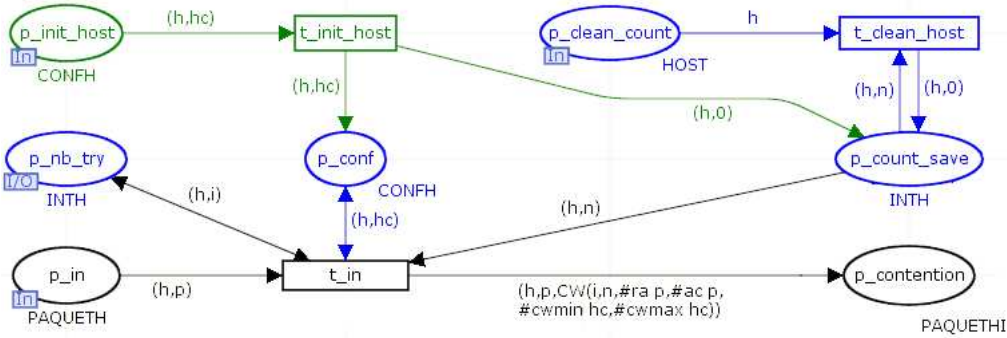 (h,hc)
h
p_init_host
t_init_host
p_clean_count
t_clean_host
In
In
CONFH
HOST
(h,hc)
(h,n)
(h,0)
(h,0)
p_nb_try
p_conf
p_count_save
I/O
INTH
CONFH
INTH
(h,i)
(h,n)
(h,hc)
p_in
t_in
p_contention
In
(h,p)
(h,p,CW(i,n,#ra p,#ac p,
#cwmin hc,#cwmax hc))
PAQUETH
PAQUETHI